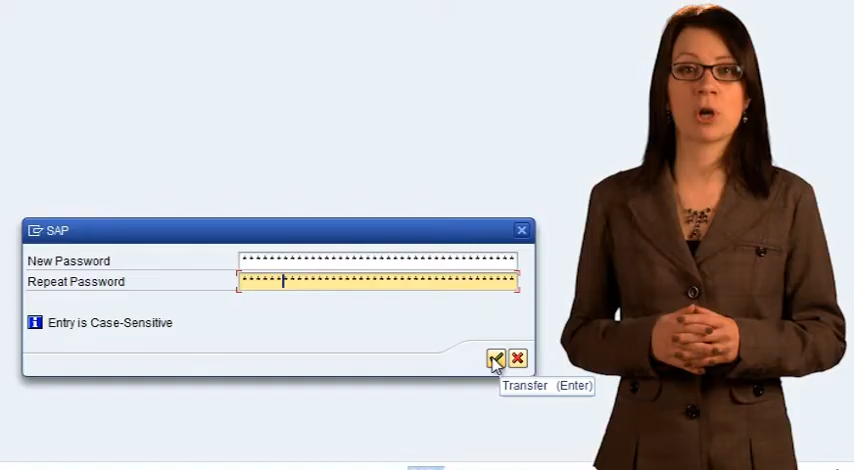 SAP
New Password ****************************************
Repeat Password ****************************************
Entry is Case-Sensitive
Transfer (Enter)